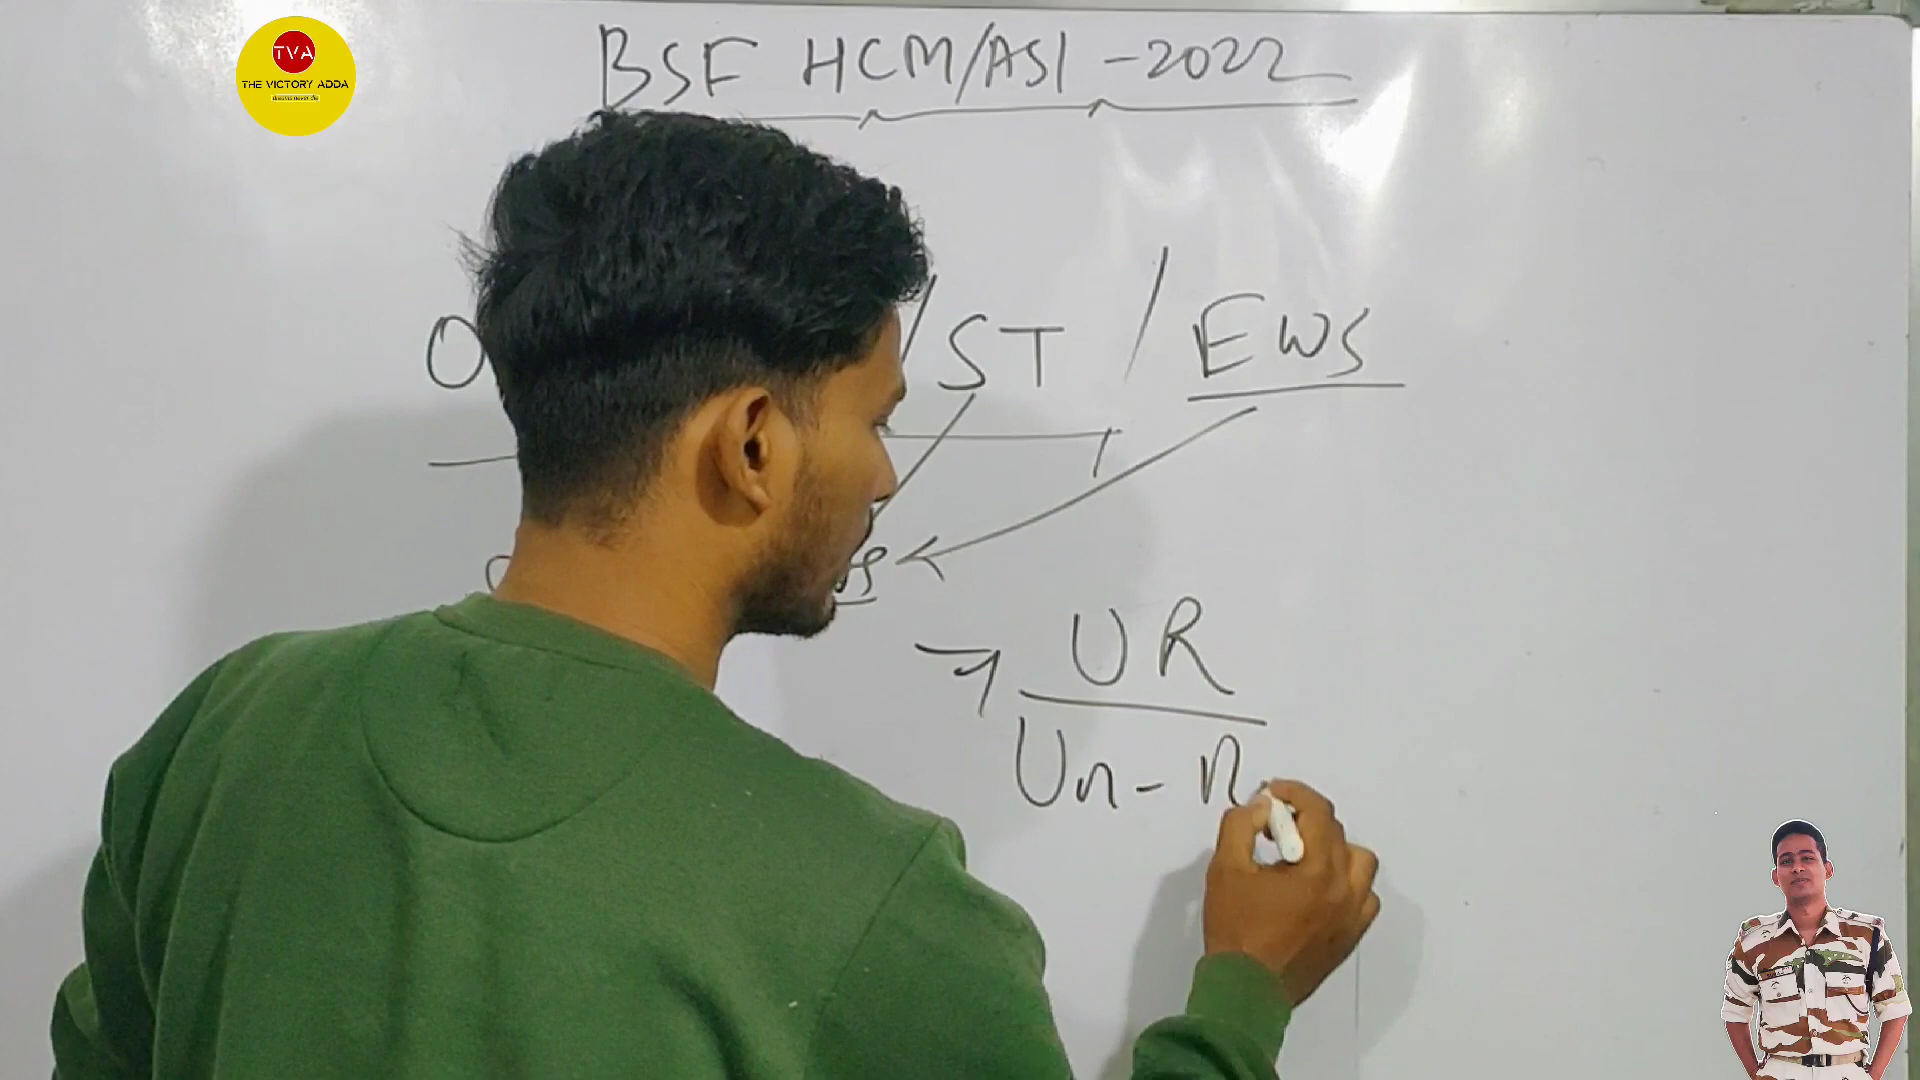 TVA
THE VICTORY ADDA
BSF HCM/ASI - 2022
O /ST / EWS
UR
Un - R